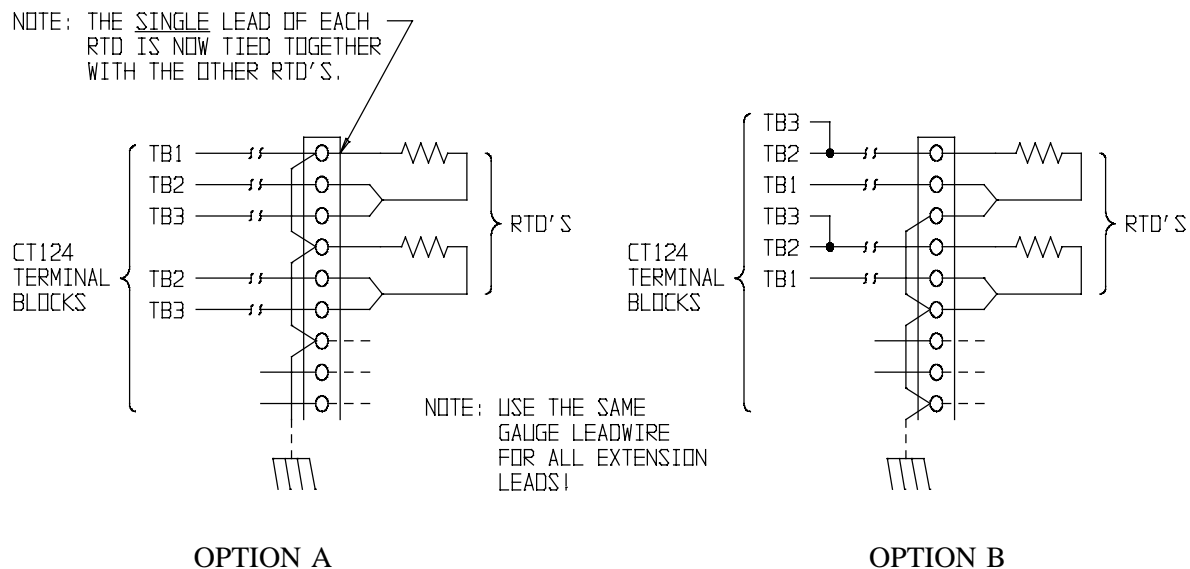 NOTE: THE SINGLE LEAD OF EACH
RTD IS NOW TIED TOGETHER
WITH THE OTHER RTD'S.
TB1
TB2
TB3
TB2
TB3
CT124
TERMINAL
BLOCKS
RTD'S
TB3
TB2
TB1
TB3
TB2
TB1
CT124
TERMINAL
BLOCKS
RTD'S
NOTE: USE THE SAME
GAUGE LEADWIRE
FOR ALL EXTENSION
LEADS!
OPTION A
OPTION B